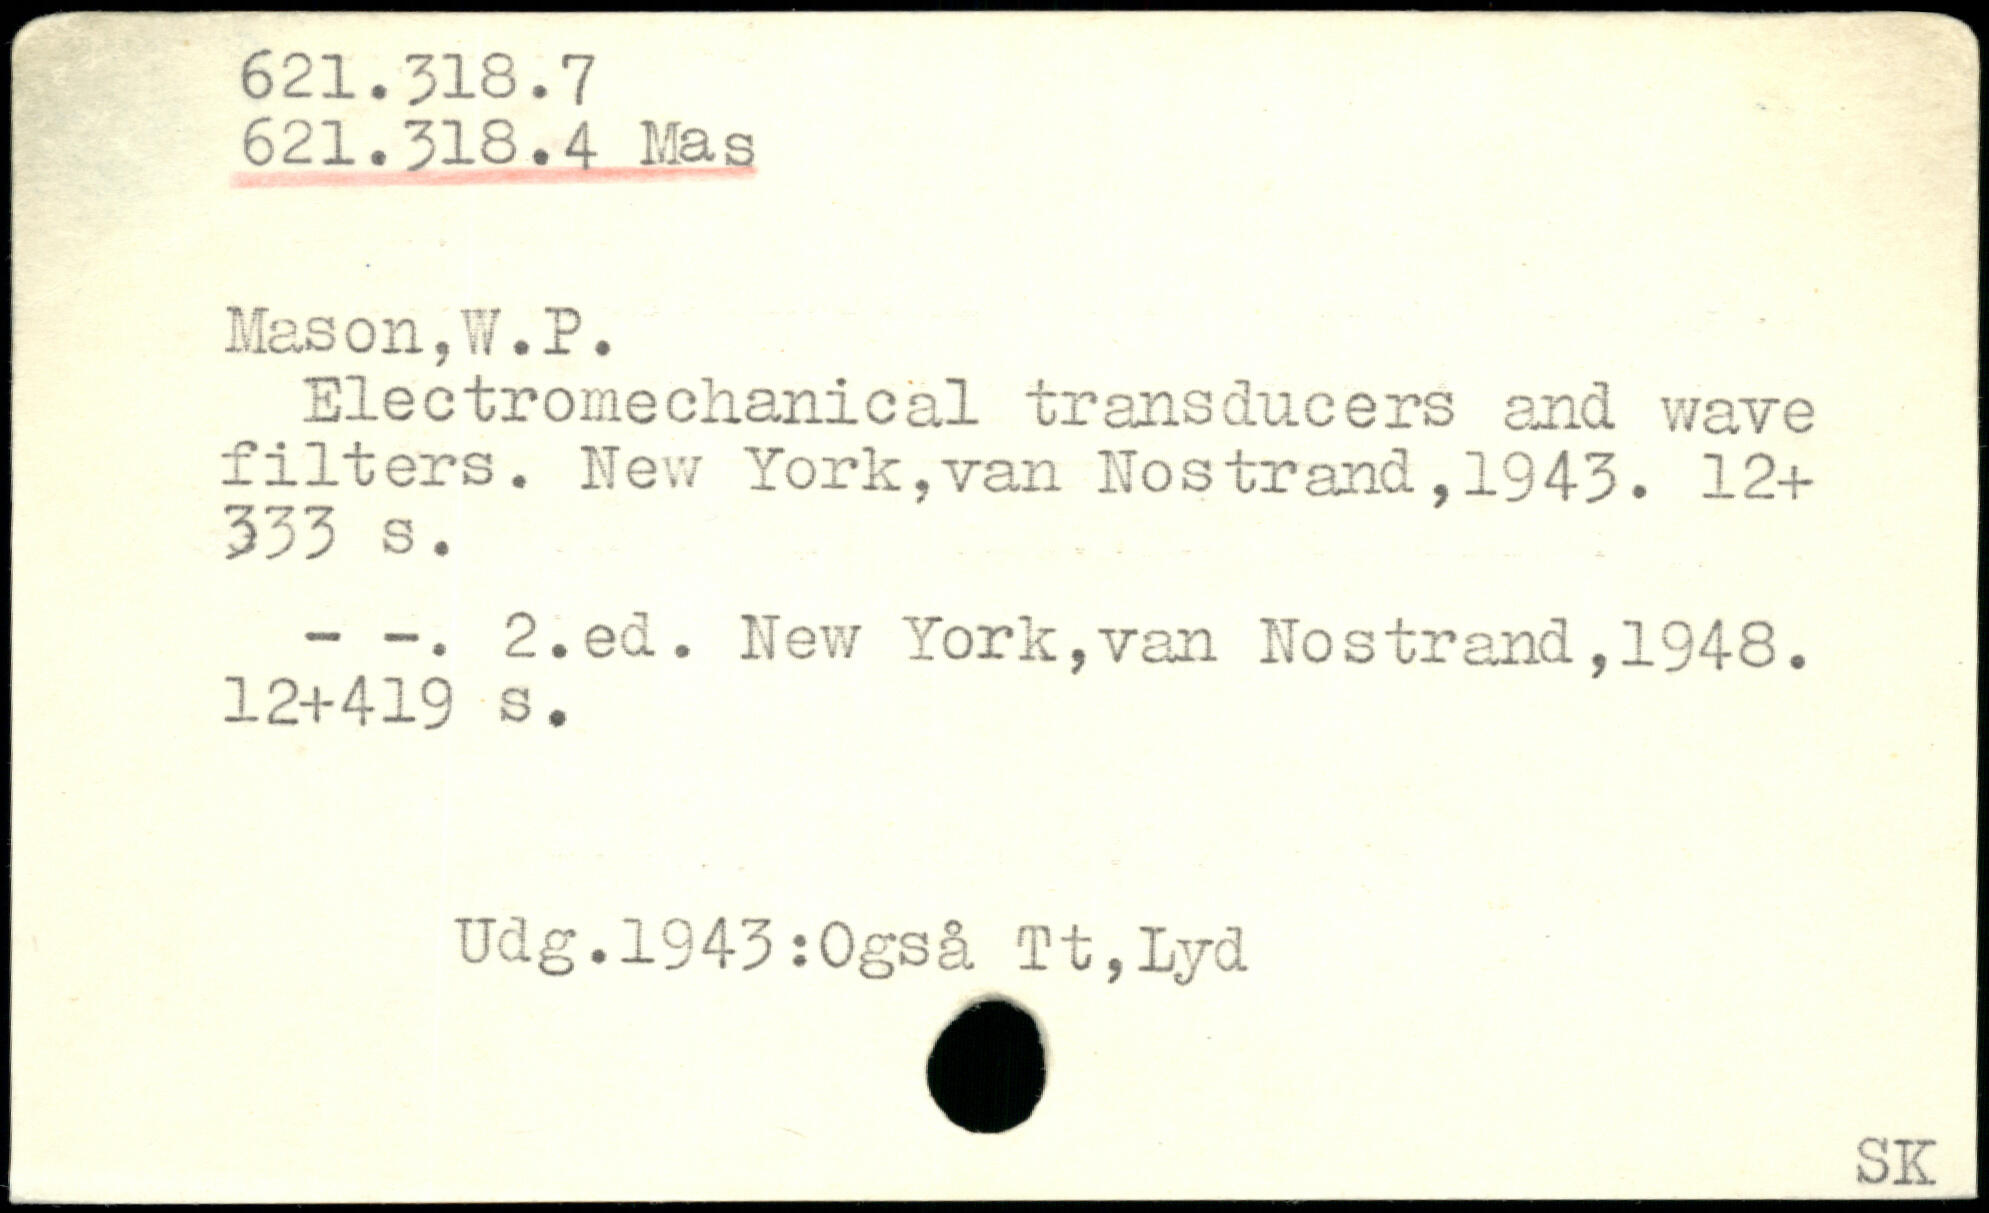 621.318.7
621.318.4 Mas
Mason,W.P.
Electromechanical transducers and wave
filters. New York,van Nostrand,1943. 12+
333 s.
- -. 2.ed. New York,van Nostrand,1948.
12+419 s.
Udg.1943:Også Tt,Lyd
SK